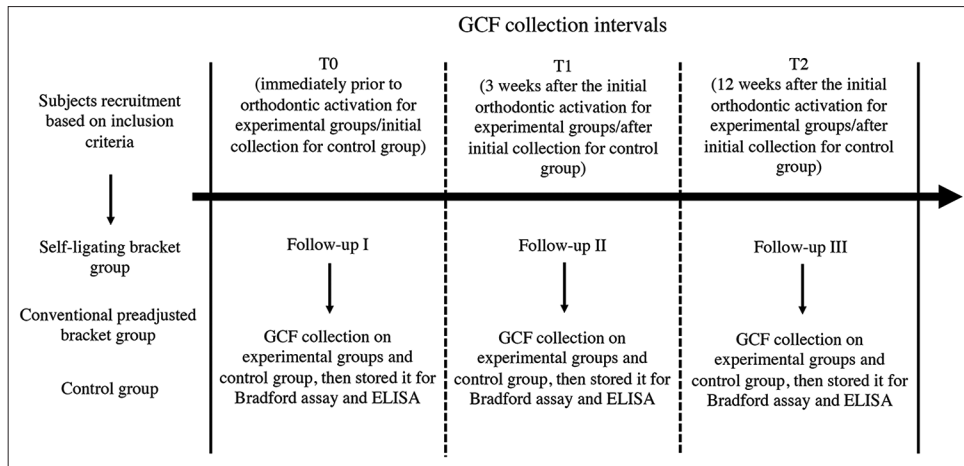 GCF collection intervals
Subjects recruitment
based on inclusion
criteria
T0
(immediately prior to
orthodontic activation for
experimental groups/initial
collection for control group)
T1
(3 weeks after the initial
orthodontic activation for
experimental groups/after
initial collection for control
group)
T2
(12 weeks after the initial
orthodontic activation for
experimental groups/after
initial collection for control
group)
Self-ligating bracket
group
Conventional preadjusted
bracket group
Control group
Follow-up I
GCF collection on
experimental groups and
control group, then stored it for
Bradford assay and ELISA
Follow-up II
GCF collection on
experimental groups and
control group, then stored it for
Bradford assay and ELISA
Follow-up III
GCF collection on
experimental groups and
control group, then stored it for
Bradford assay and ELISA